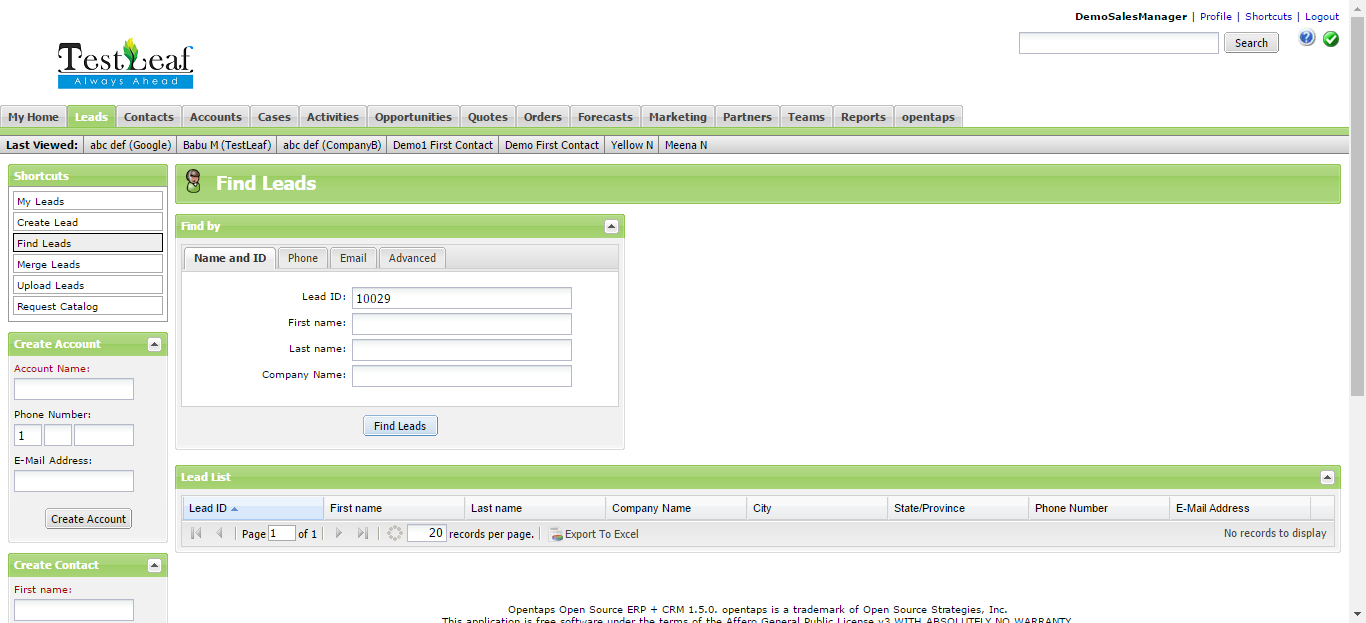 DemoSalesManager | Profile | Shortcuts | Logout
Search
TestLeaf
Always Ahead
My Home Leads Contacts Accounts Cases Activities Opportunities Quotes Orders Forecasts Marketing Partners Teams Reports opentaps
Last Viewed: abc def (Google) Babu M (TestLeaf) abc def (CompanyB) Demo1 First Contact Demo First Contact Yellow N Meena N
Shortcuts
My Leads
Create Lead
Find Leads
Merge Leads
Upload Leads
Request Catalog
Create Account
Account Name:
Phone Number:
1
E-Mail Address:
Create Account
Create Contact
First name:
Find Leads
Find by
Name and ID Phone Email Advanced
Lead ID: 10029
First name:
Last name:
Company Name:
Find Leads
Lead List
Lead ID First name Last name Company Name City State/Province Phone Number E-Mail Address
Page 1 of 1 20 records per page. Export To Excel No records to display
Opentaps Open Source ERP + CRM 1.5.0. opentaps is a trademark of Open Source Strategies, Inc.
This application is free software under the terms of the Affero General Public License v3 WITH ABSOLUTELY NO WARRANTY